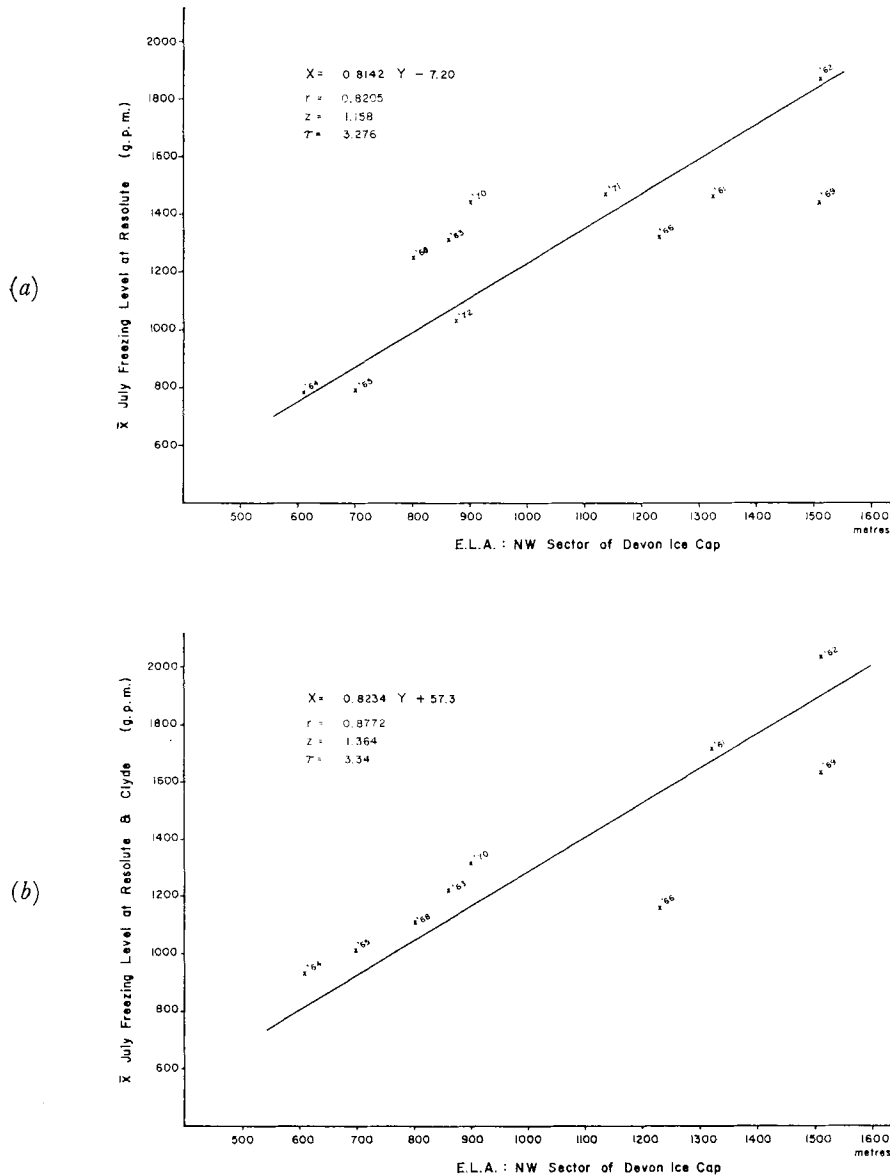 (a)
X̄ July Freezing Level at Resolute (g.p.m.)
2000
1800
1600
1400
1200
1000
800
600
X = 0.8142 Y - 7.20
r = 0.8205
z = 1.158
τ = 3.276
'62
'70
'71
'61
'69
'63
'66
'68
'72
'64
'65
500 600 700 800 900 1000 1100 1200 1300 1400 1500 1600
metres
E.L.A. : NW Sector of Devon Ice Cap
(b)
X̄ July Freezing Level at Resolute & Clyde (g.p.m.)
2000
1800
1600
1400
1200
1000
800
600
X = 0.8234 Y + 57.3
r = 0.8772
z = 1.364
τ = 3.34
'62
'61
'69
'70
'63
'66
'68
'65
'64
500 600 700 800 900 1000 1100 1200 1300 1400 1500 1600
metres
E.L.A. : NW Sector of Devon Ice Cap